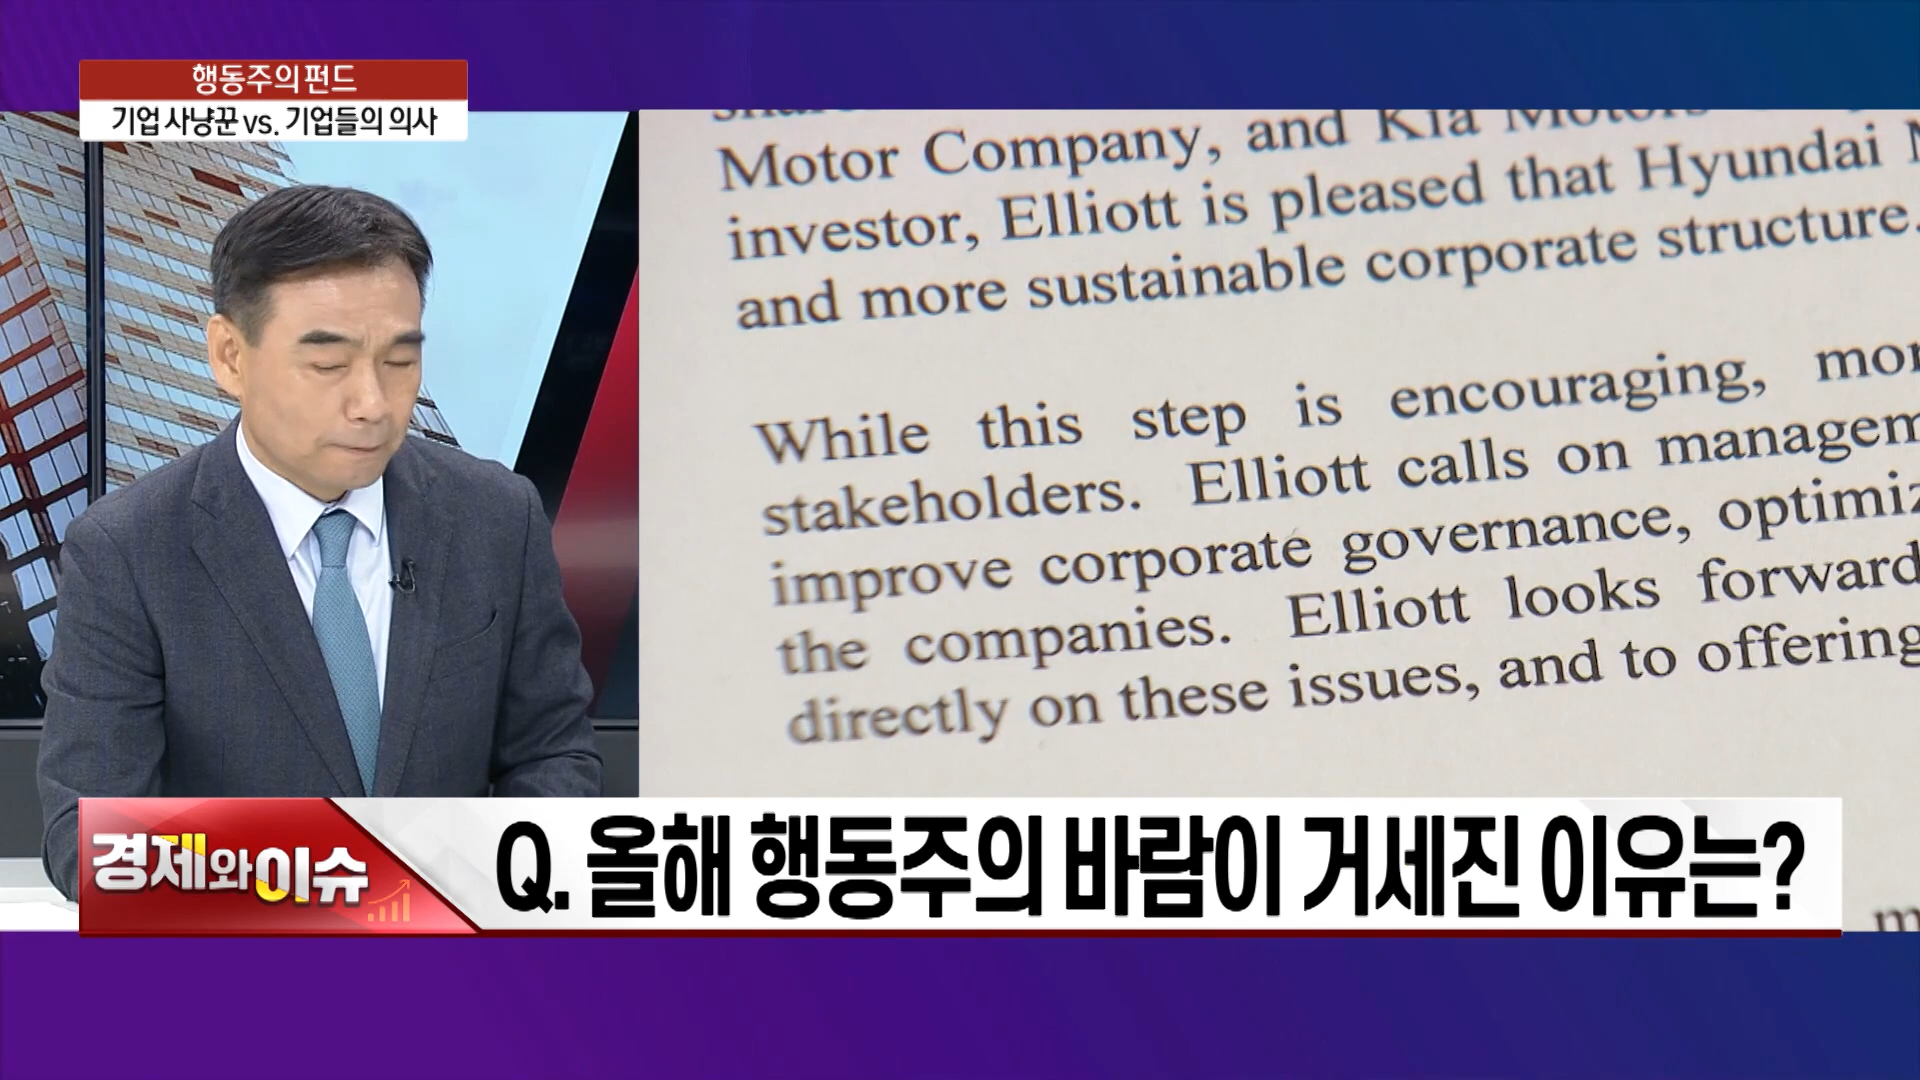 행동주의 펀드
기업 사냥꾼 vs. 기업들의 의사
Motor Company, and Kia Motors
investor, Elliott is pleased that Hyundai
and more sustainable corporate structure.
While this step is encouraging,
stakeholders. Elliott calls on
improve corporate governance,
the companies. Elliott looks forward
directly on these issues, and to offering
경제와이슈
Q. 올해 행동주의 바람이 거세진 이유는?